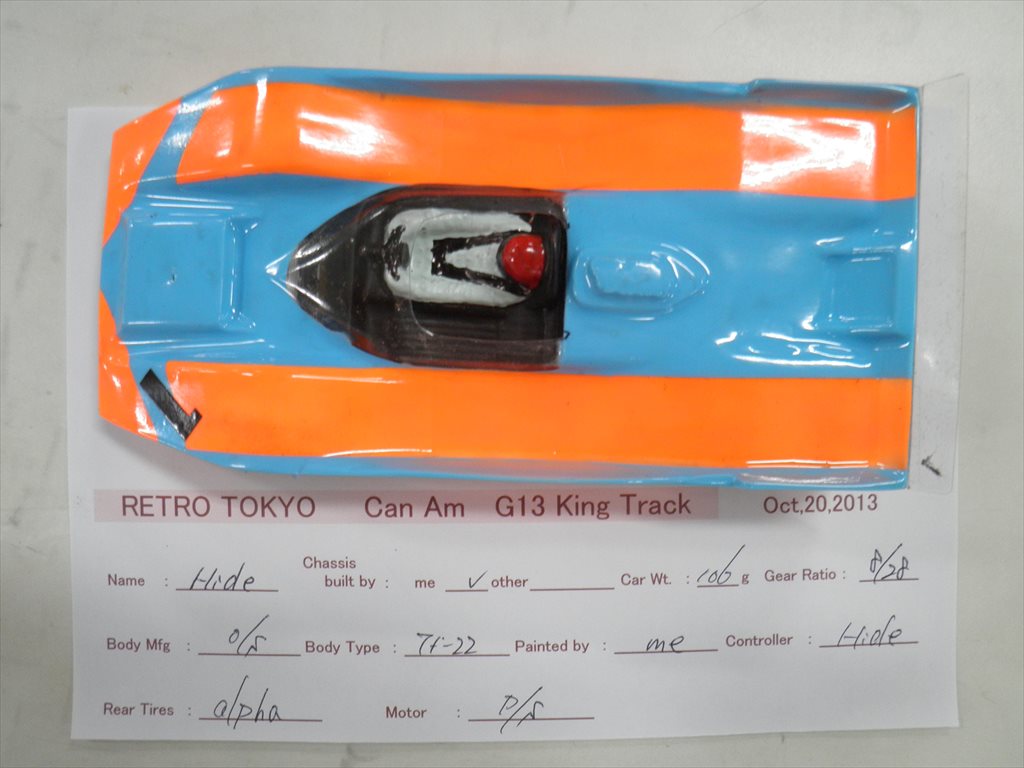 1
RETRO TOKYO Can Am G13 King Track Oct,20,2013
Name : Hide Chassis built by : me ✓ other Car Wt. : 106 g Gear Ratio : 8/28
Body Mfg : O/S Body Type : Ti-22 Painted by : me Controller : Hide
Rear Tires : alpha Motor : P/S